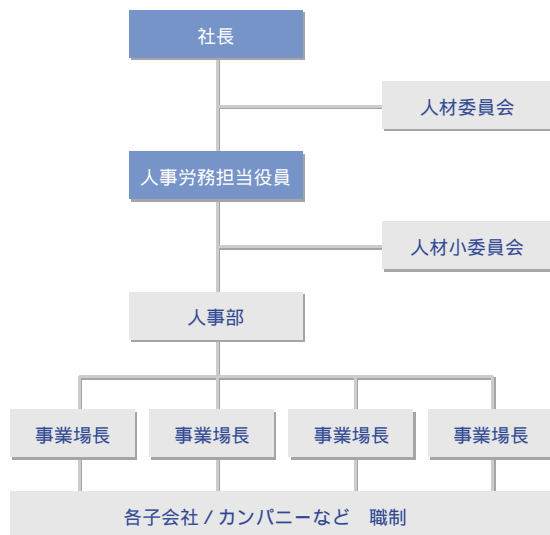 社長
人材委員会
人事労務担当役員
人材小委員会
人事部
事業場長 事業場長 事業場長 事業場長
各子会社 / カンパニーなど　職制